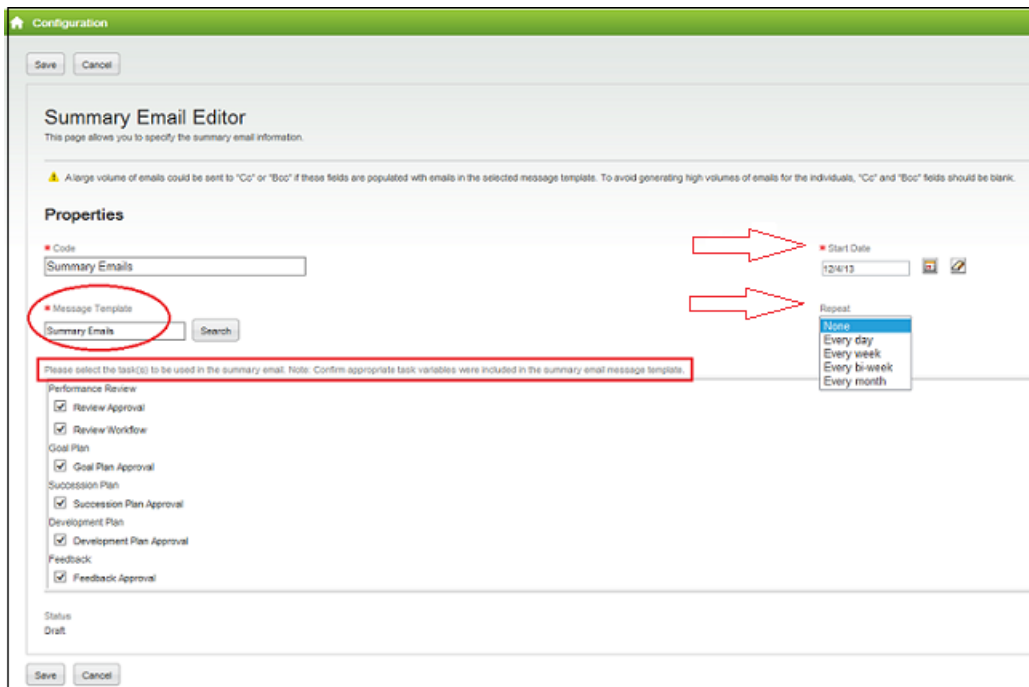 Configuration
Save Cancel
Summary Email Editor
This page allows you to specify the summary email information.
A large volume of emails could be sent to "Cc" or "Bcc" if these fields are populated with emails in the selected message template. To avoid generating high volumes of emails for the individuals, "Cc" and "Bcc" fields should be blank.
Properties
* Code
Summary Emails
* Start Date
12/4/13
* Message Template
Summary Emails Search
Repeat
None
Every day
Every week
Every bi-week
Every month
Please select the task(s) to be used in the summary email. Note: Confirm appropriate task variables were included in the summary email message template.
Performance Review
Review Approval
Review Workflow
Goal Plan
Goal Plan Approval
Succession Plan
Succession Plan Approval
Development Plan
Development Plan Approval
Feedback
Feedback Approval
Status
Draft
Save Cancel